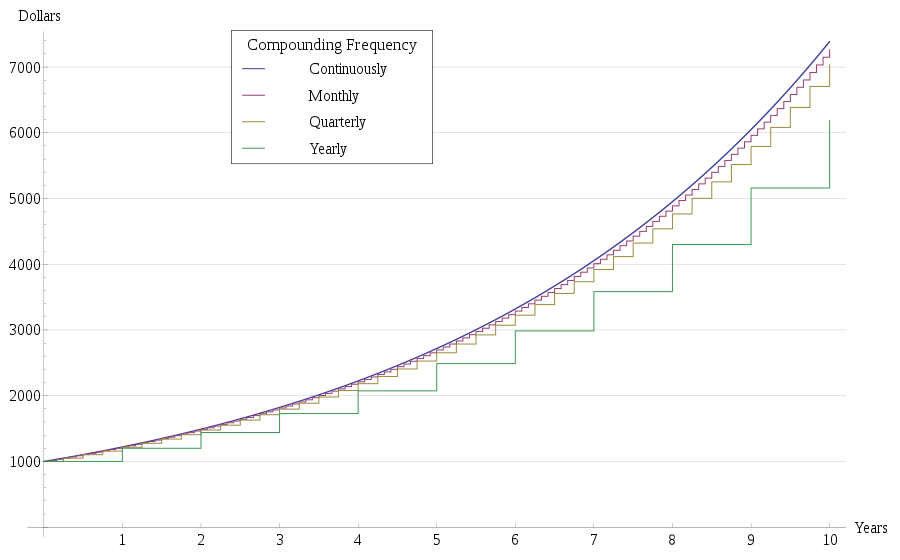 Dollars
Compounding Frequency
Continuously
Monthly
Quarterly
Yearly
7000
6000
5000
4000
3000
2000
1000
1 2 3 4 5 6 7 8 9 10
Years